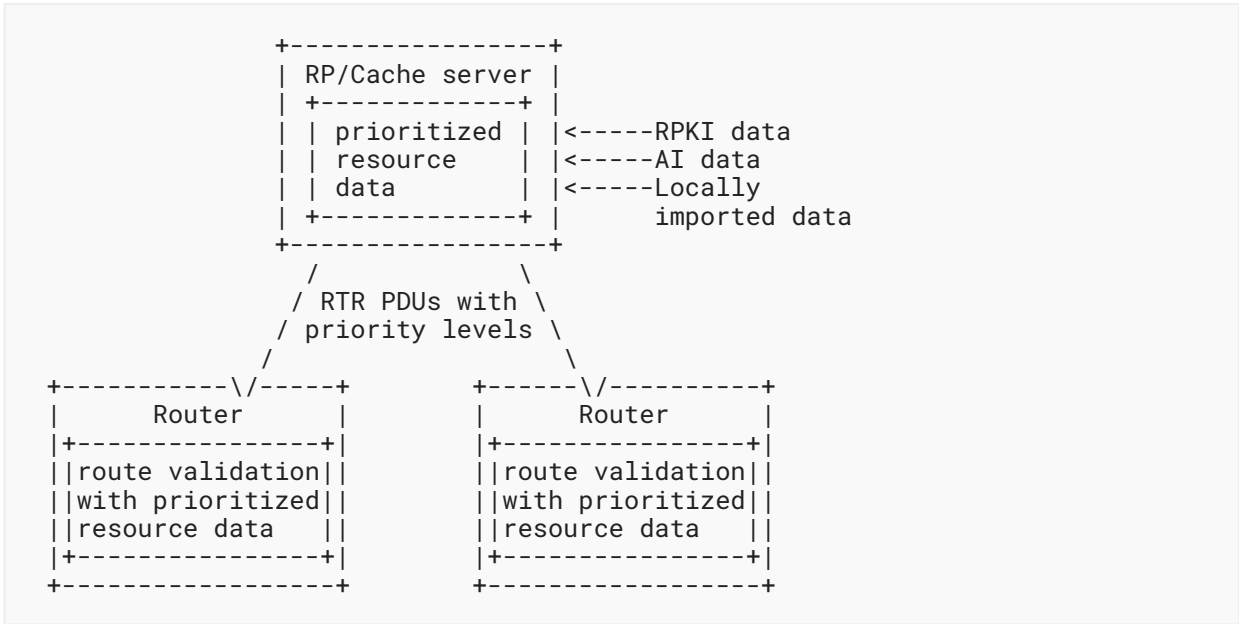 +-----------------+
| RP/Cache server |
| +-------------+ |
| | prioritized | |<-----RPKI data
| | resource    | |<-----AI data
| | data        | |<-----Locally
| +-------------+ |      imported data
+-----------------+
/             \
/ RTR PDUs with \
/ priority levels \
/                   \
+-----------\/-----+        +------\/----------+
|      Router      |        |      Router      |
|+----------------+|        |+----------------+|
||route validation||        ||route validation||
||with prioritized||        ||with prioritized||
||resource data   ||        ||resource data   ||
|+----------------+|        |+----------------+|
+------------------+        +------------------+